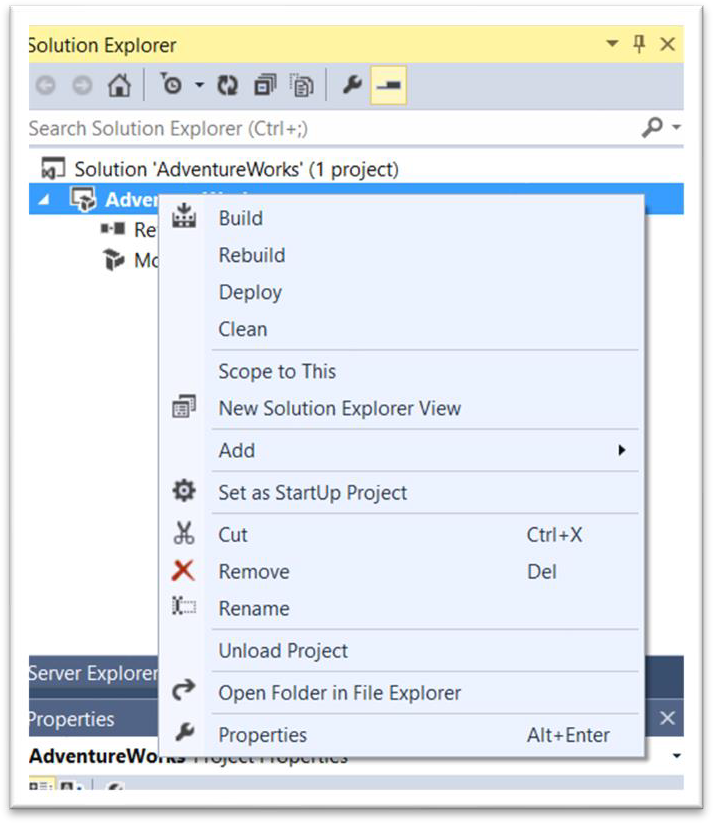 Solution Explorer
Search Solution Explorer (Ctrl+;)
Solution 'AdventureWorks' (1 project)
Build
Rebuild
Deploy
Clean
Scope to This
New Solution Explorer View
Add
Set as StartUp Project
Cut Ctrl+X
Remove Del
Rename
Unload Project
Open Folder in File Explorer
Properties Alt+Enter
Server Explorer
Properties
AdventureWorks Project Properties